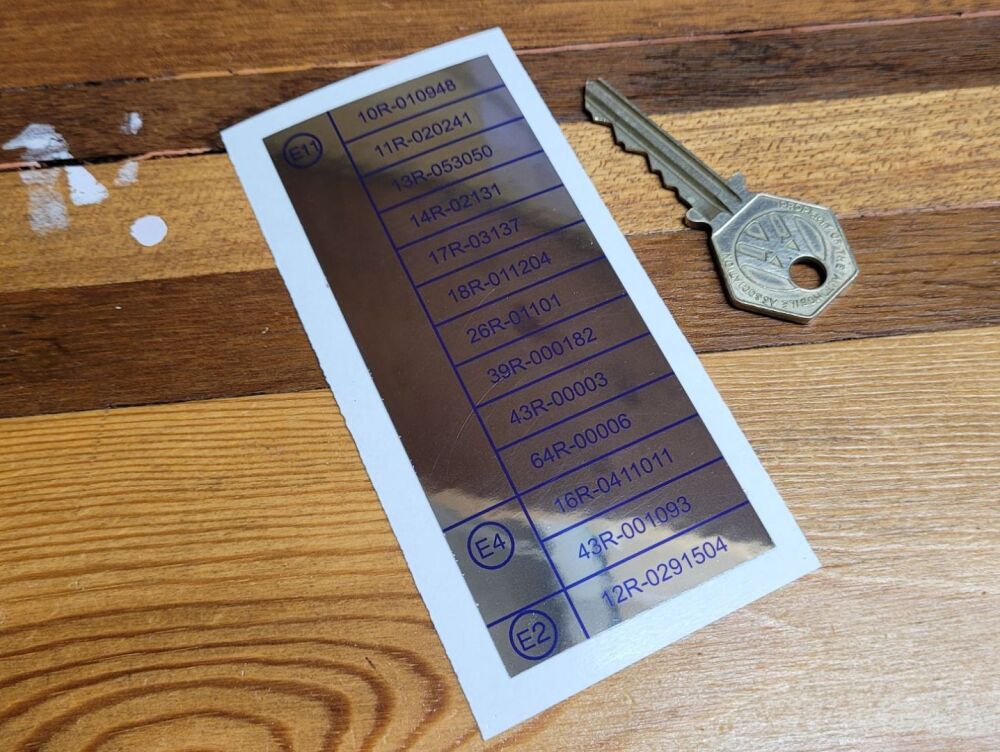 E11 10R-010948
11R-020241
13R-053050
14R-02131
17R-03137
18R-011204
26R-01101
39R-000182
43R-00003
64R-00006
E4 16R-0411011
43R-001093
E2 12R-0291504